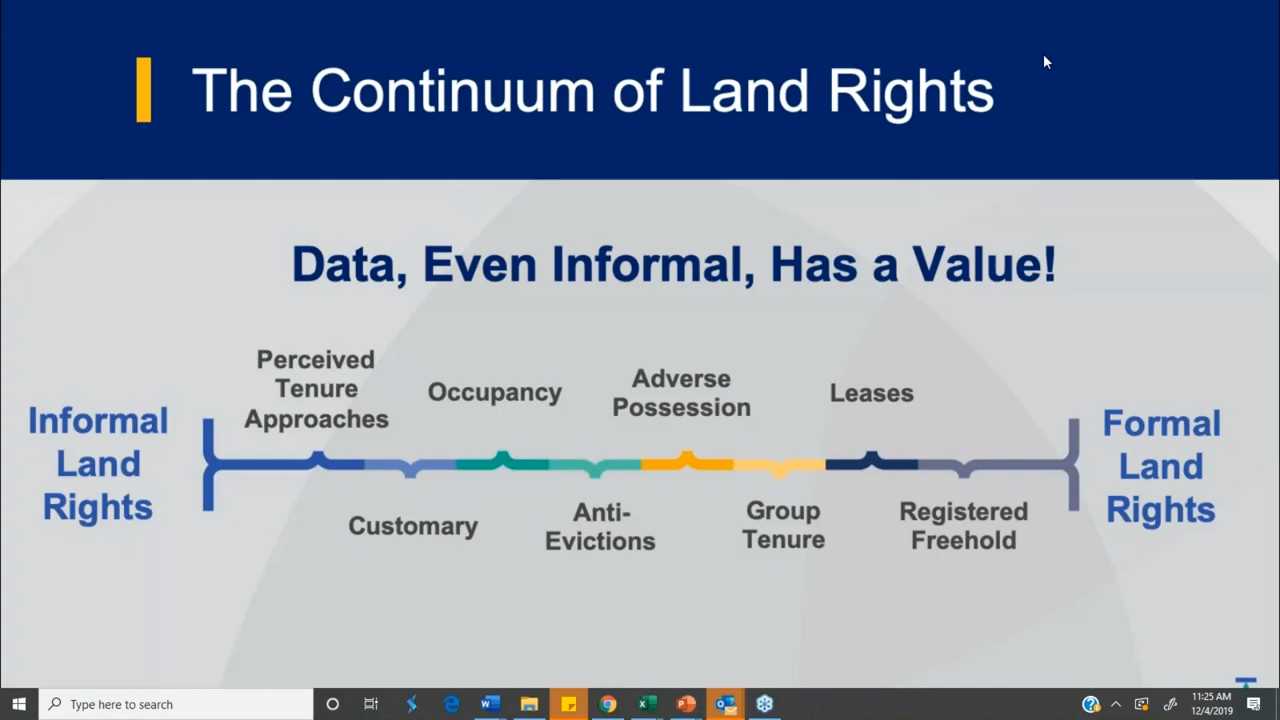 The Continuum of Land Rights
Data, Even Informal, Has a Value!
Perceived
Tenure
Approaches
Occupancy
Adverse
Possession
Leases
Informal
Land
Rights
Formal
Land
Rights
Customary
Anti-
Evictions
Group
Tenure
Registered
Freehold
Type here to search
11:25 AM
12/4/2019